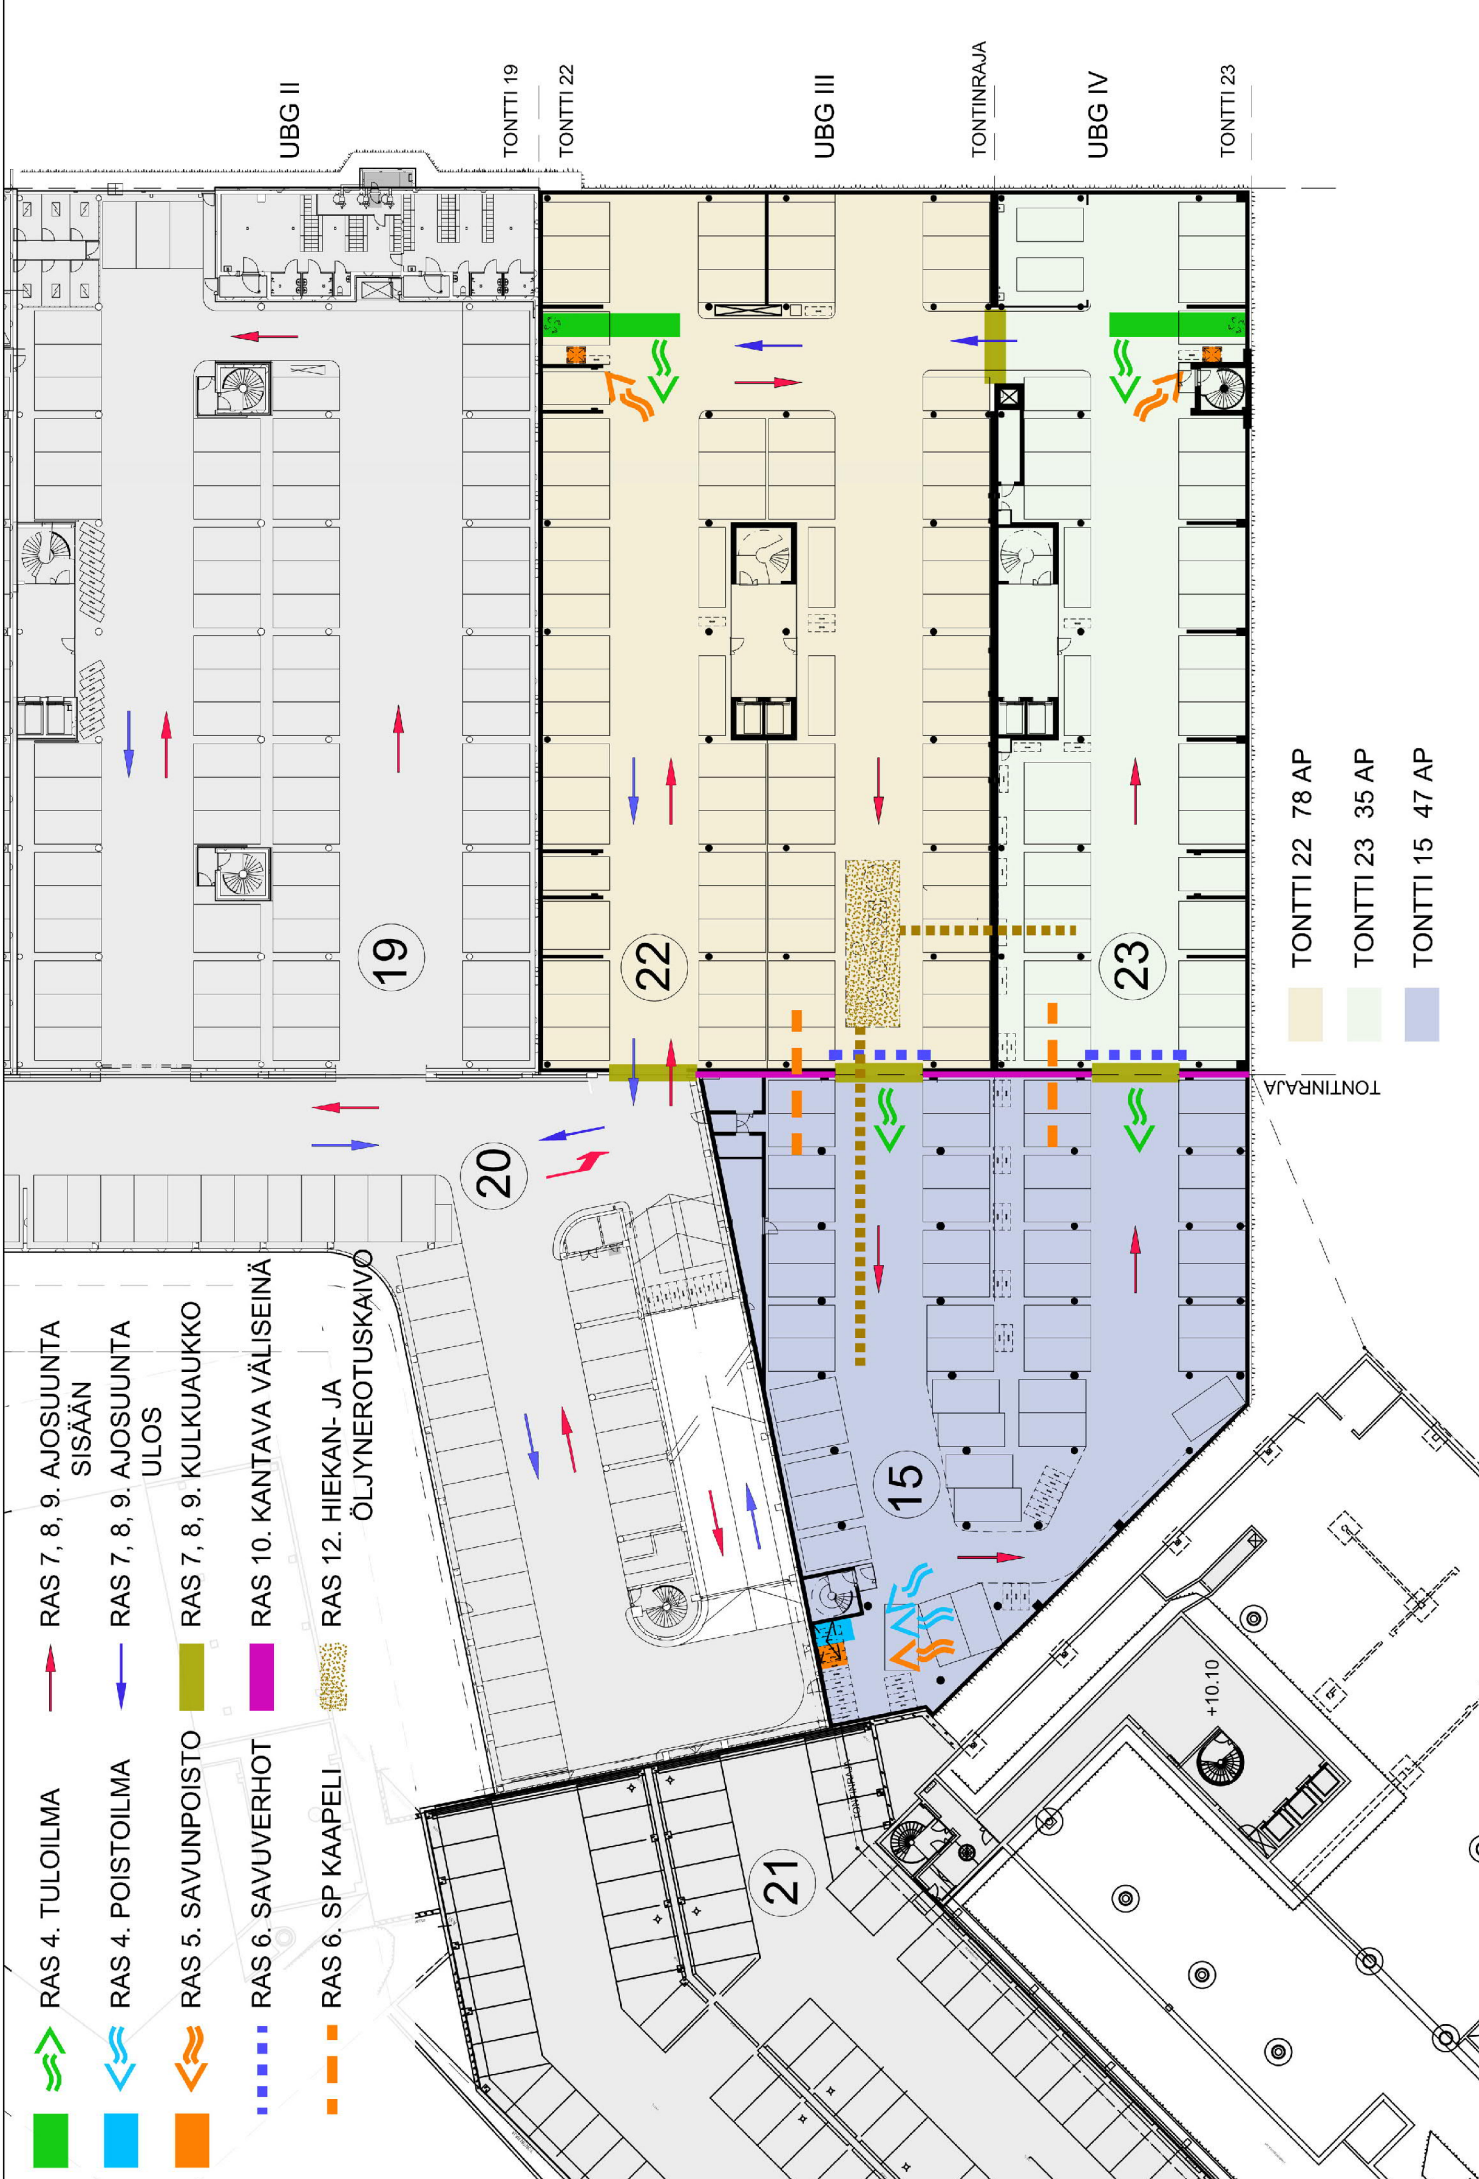 UBG II
TONTTI 19
TONTTI 22
UBG III
TONTINRAJA
UBG IV
TONTTI 23
19
22
23
20
15
21
TONTINRAJA
+10.10
RAS 4. TULOILMA
RAS 4. POISTOILMA
RAS 5. SAVUNPOISTO
RAS 6. SAVUVERHOT
RAS 6. SP KAAPELI
RAS 7, 8, 9. AJOSUUNTA
SISÄÄN
RAS 7, 8, 9. AJOSUUNTA
ULOS
RAS 7, 8, 9. KULKUAUKKO
RAS 10. KANTAVA VÄLISEINÄ
RAS 12. HIEKAN- JA
ÖLJYNEROTUSKAIVO
TONTTI 22 78 AP
TONTTI 23 35 AP
TONTTI 15 47 AP